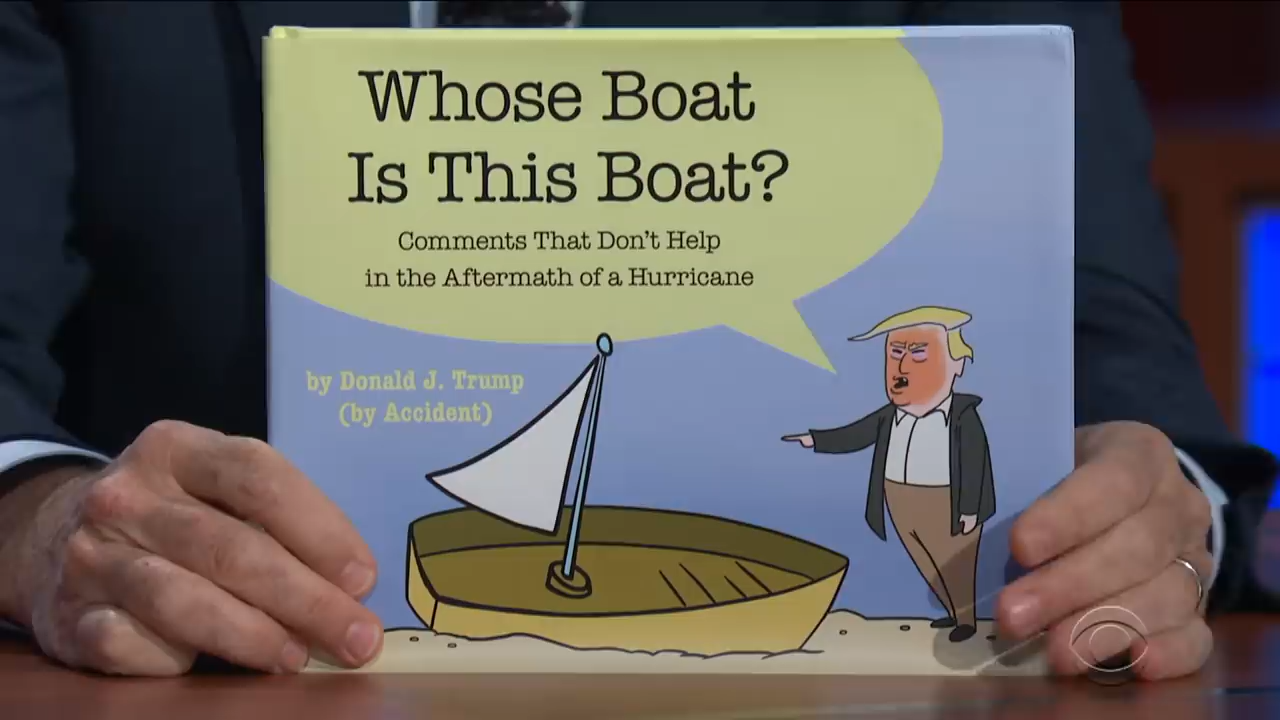 Whose Boat
Is This Boat?
Comments That Don't Help
in the Aftermath of a Hurricane
by Donald J. Trump
(by Accident)